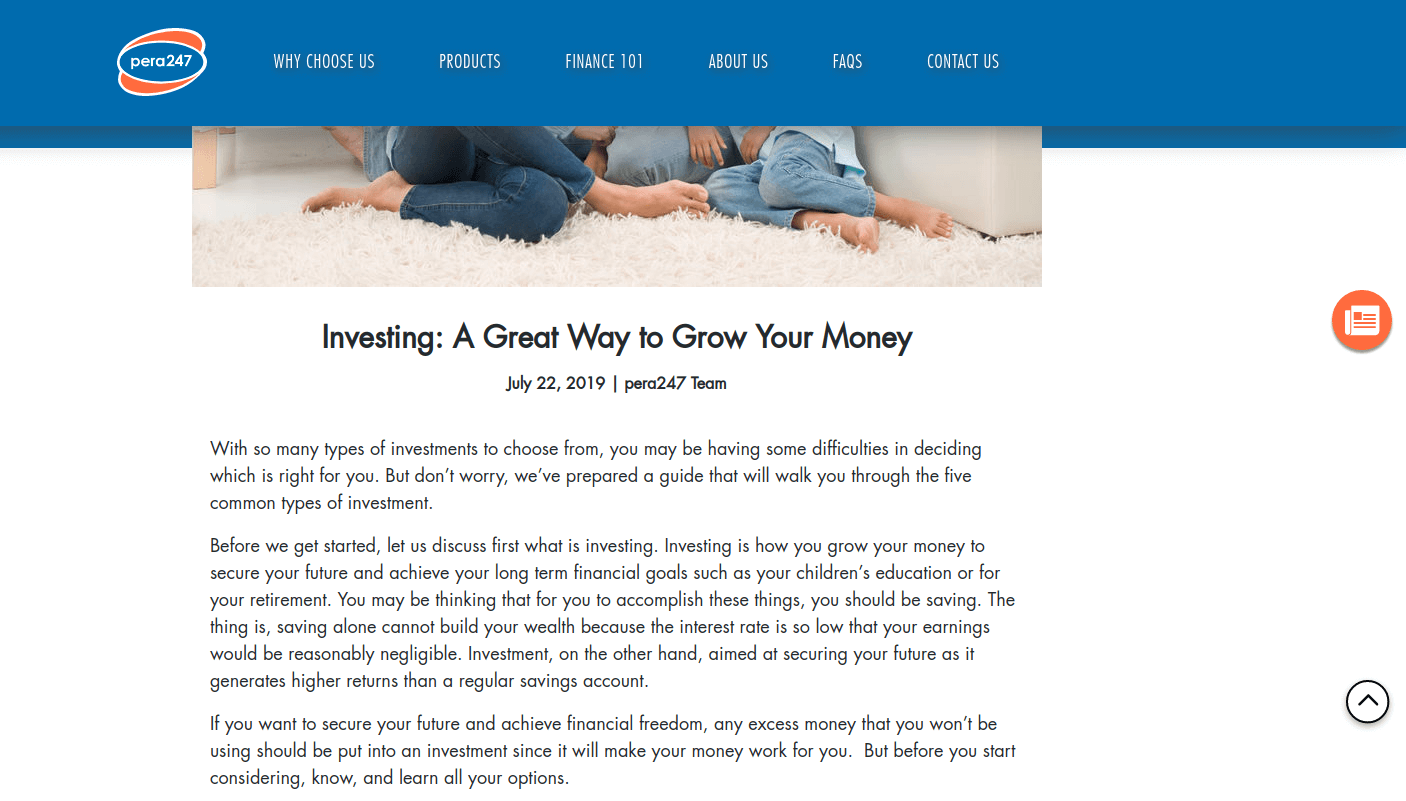 pera247
WHY CHOOSE US
PRODUCTS
FINANCE 101
ABOUT US
FAQS
CONTACT US
Investing: A Great Way to Grow Your Money
July 22, 2019 | pera247 Team
With so many types of investments to choose from, you may be having some difficulties in deciding
which is right for you. But don’t worry, we’ve prepared a guide that will walk you through the five
common types of investment.
Before we get started, let us discuss first what is investing. Investing is how you grow your money to
secure your future and achieve your long term financial goals such as your children’s education or for
your retirement. You may be thinking that for you to accomplish these things, you should be saving. The
thing is, saving alone cannot build your wealth because the interest rate is so low that your earnings
would be reasonably negligible. Investment, on the other hand, aimed at securing your future as it
generates higher returns than a regular savings account.
If you want to secure your future and achieve financial freedom, any excess money that you won’t be
using should be put into an investment since it will make your money work for you.  But before you start
considering, know, and learn all your options.